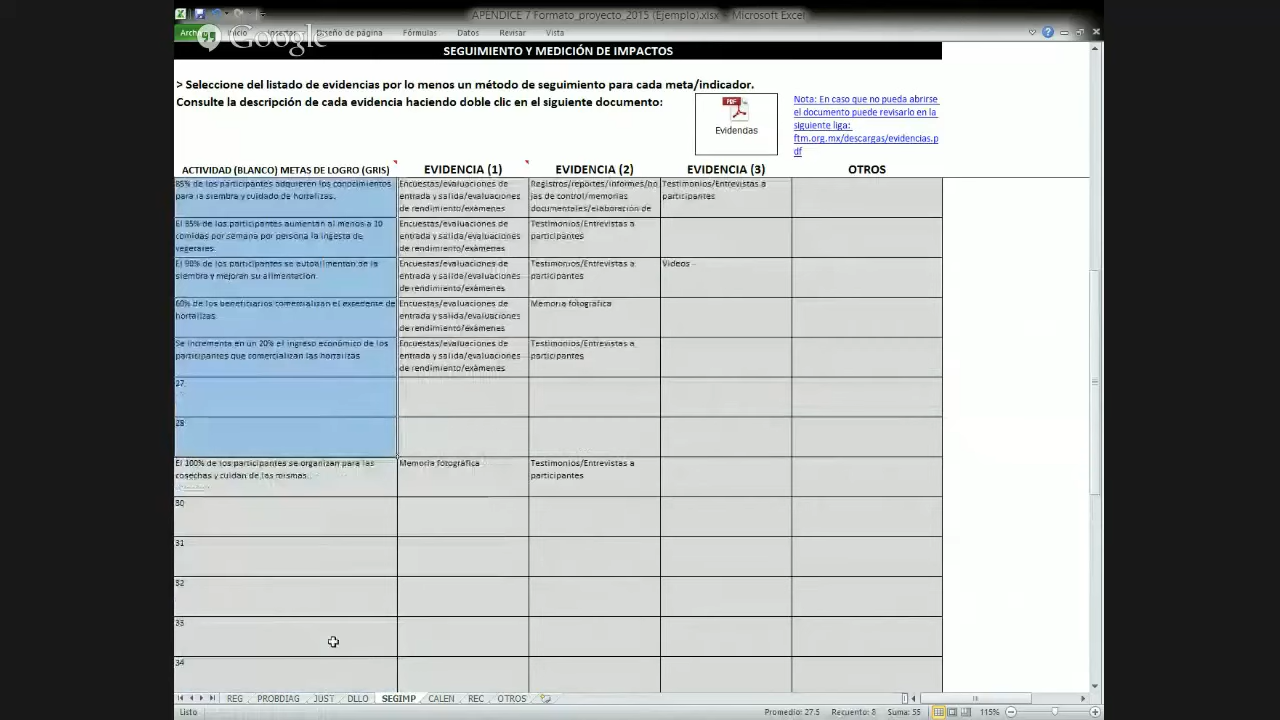 APENDICE 7 Formato_proyecto_2015 (Ejemplo).xlsx - Microsoft Excel
Google
Archivo Inicio Insertar Diseño de página Fórmulas Datos Revisar Vista
SEGUIMIENTO Y MEDICIÓN DE IMPACTOS
> Seleccione del listado de evidencias por lo menos un método de seguimiento para cada meta/indicador.
Consulte la descripción de cada evidencia haciendo doble clic en el siguiente documento:
PDF
Evidencias
Nota: En caso que no pueda abrirse
el documento puede revisarlo en la
siguiente liga:
ftm.org.mx/descargas/evidencias.p
df
ACTIVIDAD (BLANCO) METAS DE LOGRO (GRIS) EVIDENCIA (1) EVIDENCIA (2) EVIDENCIA (3) OTROS
85% de los participantes adquieren los conocimientos
para la siembra y cuidado de hortalizas.
Encuestas/evaluaciones de
entrada y salida/evaluaciones
de rendimiento/exámenes
Registros/reportes/informes/ho
jas de control/memorias
documentales/elaboración de
Testimonios/Entrevistas a
participantes
El 85% de los participantes aumentan al menos a 10
comidas por semana por persona la ingesta de
vegetales.
Encuestas/evaluaciones de
entrada y salida/evaluaciones
de rendimiento/exámenes
Testimonios/Entrevistas a
participantes
El 90% de los participantes se autoalimentan de la
siembra y mejoran su alimentación.
Encuestas/evaluaciones de
entrada y salida/evaluaciones
de rendimiento/exámenes
Testimonios/Entrevistas a
participantes
Videos
60% de los beneficiarios comercializan el excedente de
hortalizas.
Encuestas/evaluaciones de
entrada y salida/evaluaciones
de rendimiento/exámenes
Memoria fotográfica
Se incrementa en un 20% el ingreso económico de los
participantes que comercializan las hortalizas
Encuestas/evaluaciones de
entrada y salida/evaluaciones
de rendimiento/exámenes
Testimonios/Entrevistas a
participantes
27
28
El 100% de los participantes se organizan para las
cosechas y cuidan de las mismas.
Memoria fotográfica
Testimonios/Entrevistas a
participantes
30
31
32
33
34
REG PROBDIAG JUST DLLO SEGIMP CALEN REC OTROS
Listo Promedio: 27.5 Recuento: 8 Suma: 55 115%